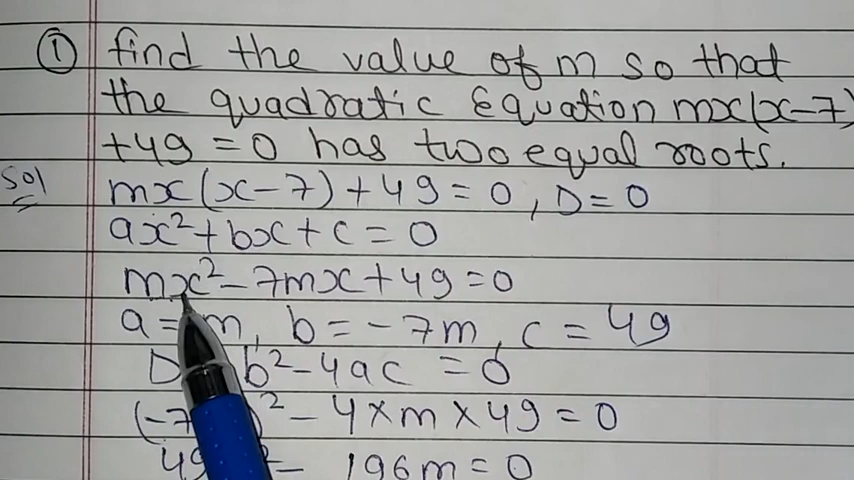 ① find the value of m so that
the quadratic Equation mx(x-7)
+49 = 0 has two equal roots.
Sol mx(x-7)+49=0, D=0
ax²+bx+c=0
mx²-7mx+49=0
a=m, b=-7m, c=49
D b²-4ac=0
(-7 )²-4×m×49=0
49 - 196m=0